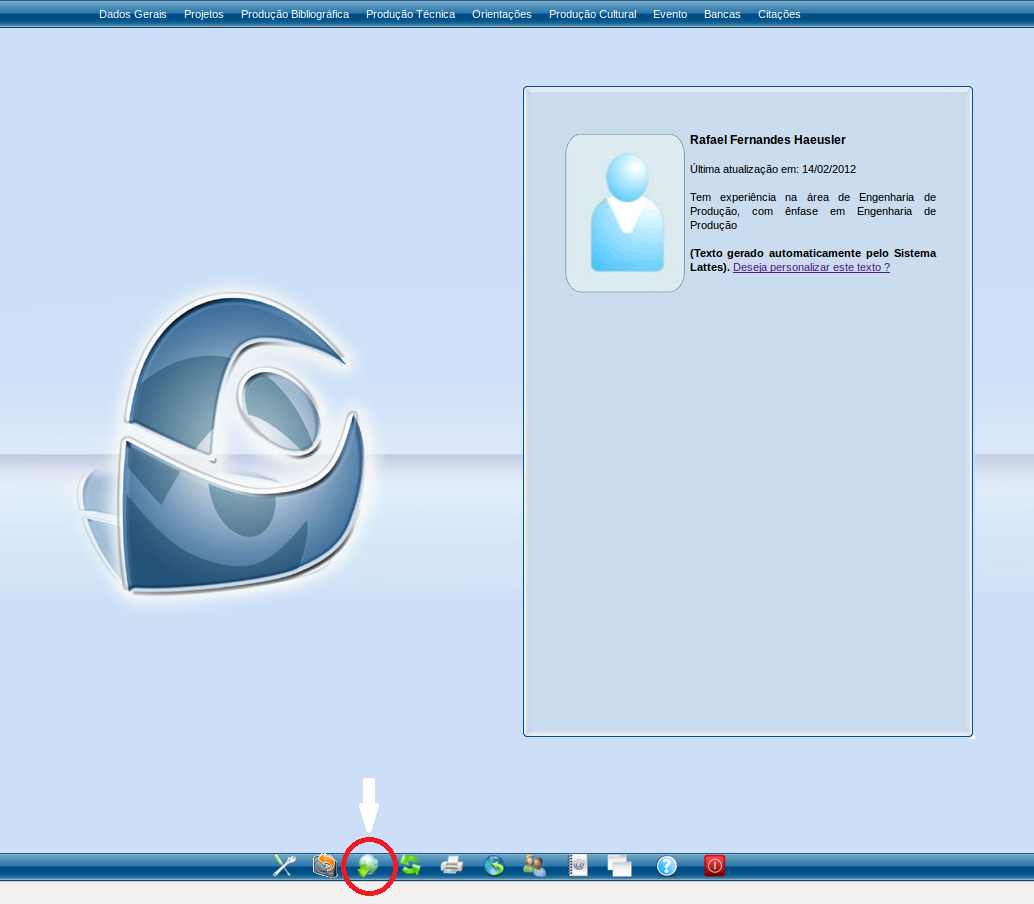 Dados Gerais Projetos Produção Bibliográfica Produção Técnica Orientações Produção Cultural Evento Bancas Citações
Rafael Fernandes Haeusler
Última atualização em: 14/02/2012
Tem experiência na área de Engenharia de
Produção, com ênfase em Engenharia de
Produção
(Texto gerado automaticamente pelo Sistema
Lattes). Deseja personalizar este texto ?